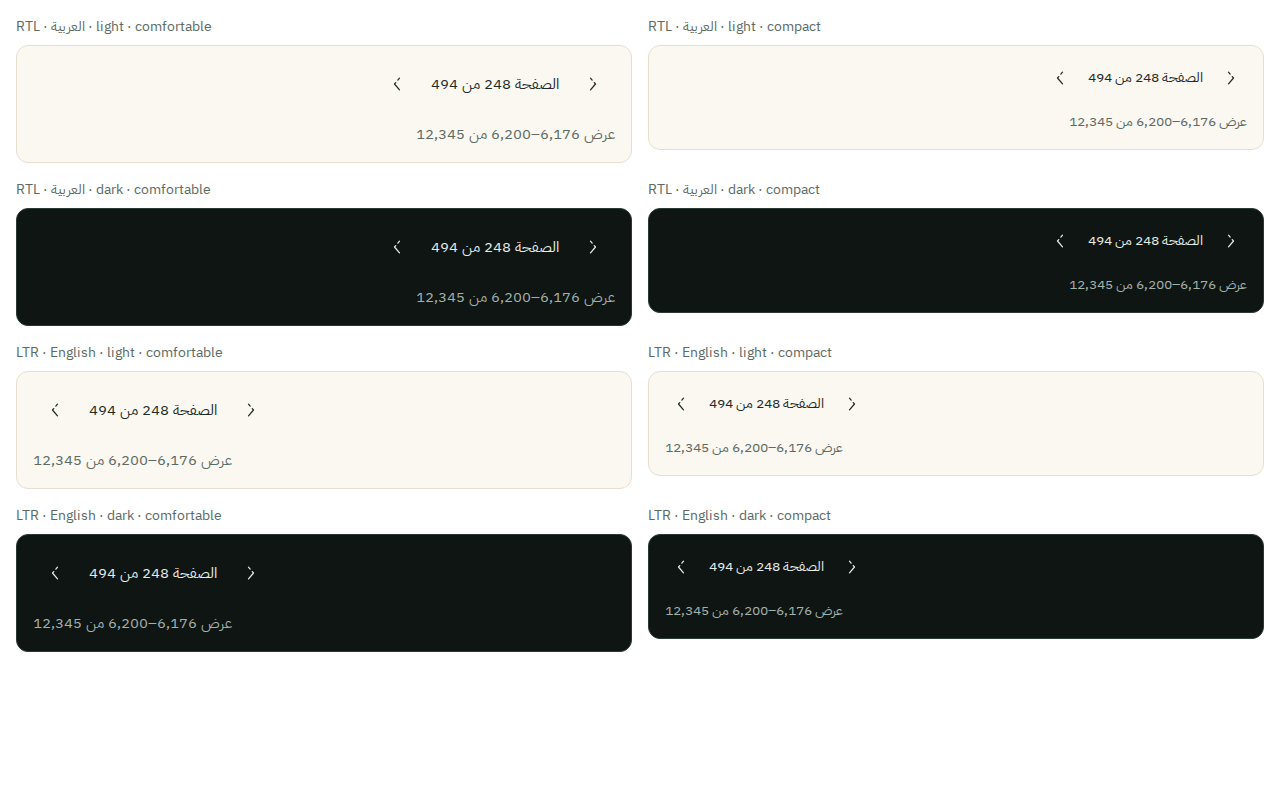 RTL · العربية · light · comfortable
الصفحة 248 من 494
عرض 6,176–6,200 من 12,345
RTL · العربية · light · compact
الصفحة 248 من 494
عرض 6,176–6,200 من 12,345
RTL · العربية · dark · comfortable
الصفحة 248 من 494
عرض 6,176–6,200 من 12,345
RTL · العربية · dark · compact
الصفحة 248 من 494
عرض 6,176–6,200 من 12,345
LTR · English · light · comfortable
الصفحة 248 من 494
عرض 6,176–6,200 من 12,345
LTR · English · light · compact
الصفحة 248 من 494
عرض 6,176–6,200 من 12,345
LTR · English · dark · comfortable
الصفحة 248 من 494
عرض 6,176–6,200 من 12,345
LTR · English · dark · compact
الصفحة 248 من 494
عرض 6,176–6,200 من 12,345